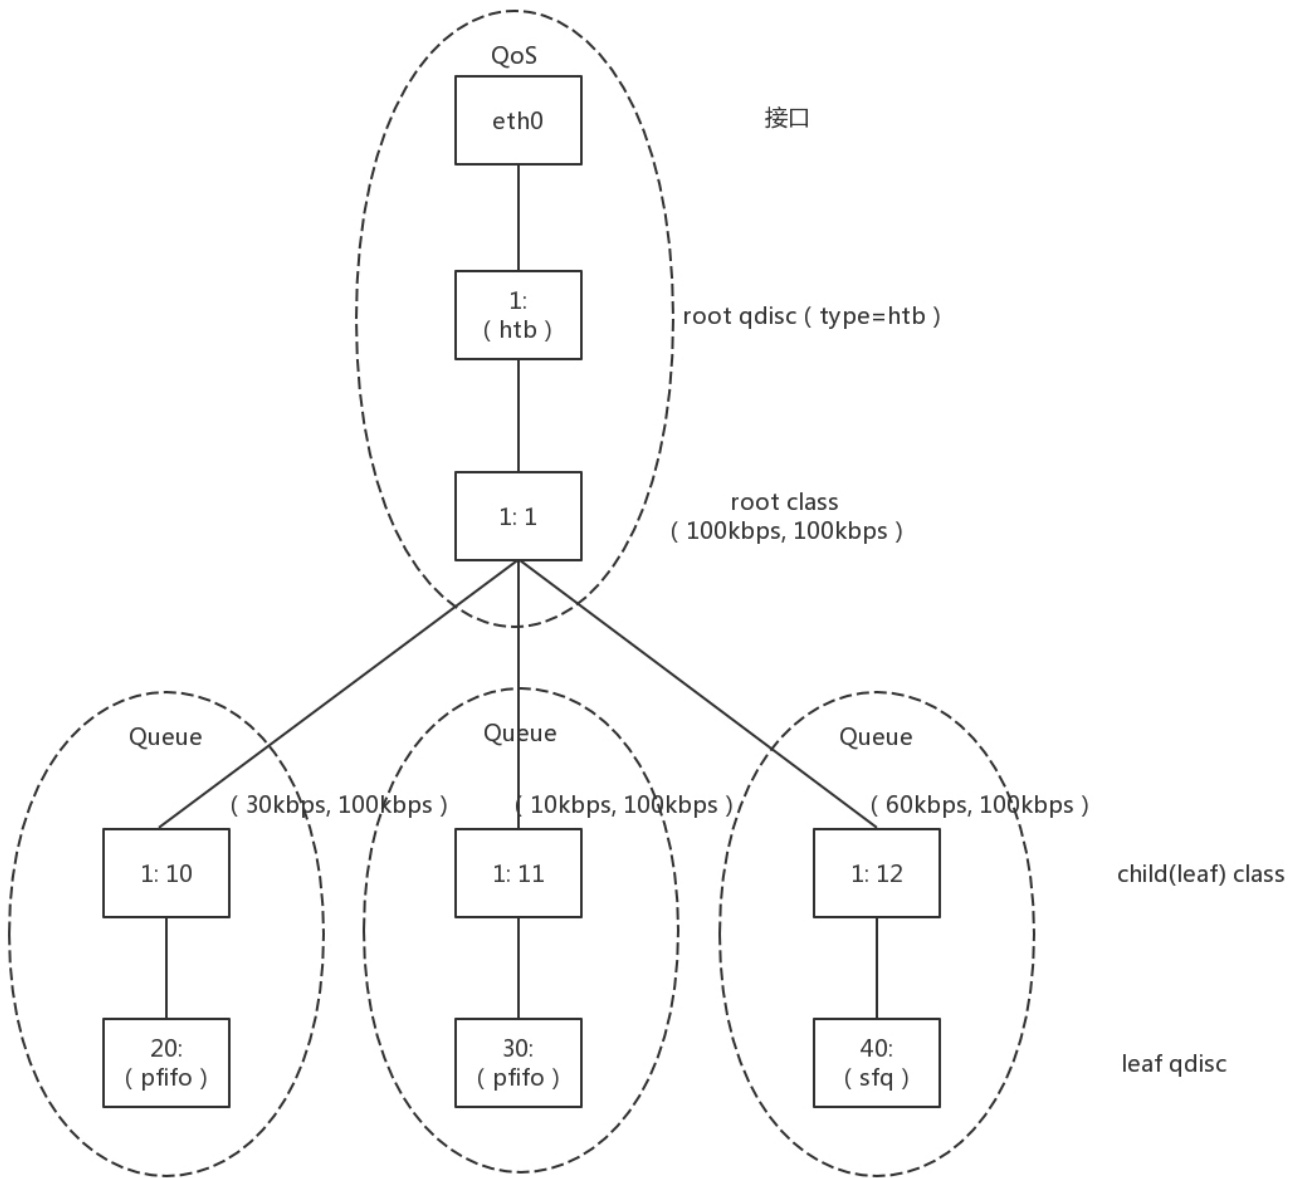 QoS
eth0
接口
1:
( htb )
root qdisc ( type=htb )
1: 1
root class
( 100kbps, 100kbps )
Queue
Queue
Queue
( 30kbps, 100kbps )
( 10kbps, 100kbps )
( 60kbps, 100kbps )
1: 10
1: 11
1: 12
child(leaf) class
20:
( pfifo )
30:
( pfifo )
40:
( sfq )
leaf qdisc